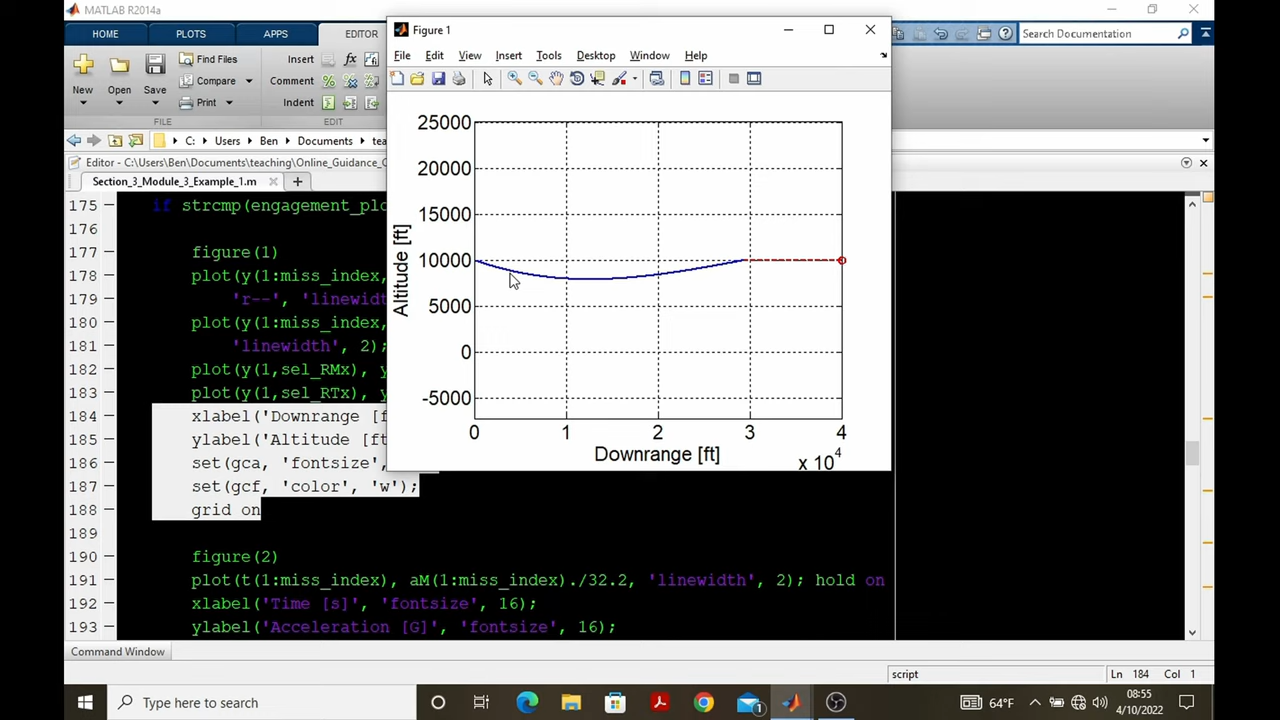 MATLAB R2014a
HOME PLOTS APPS EDITOR
Search Documentation
New Open Save
Find Files
Compare
Print
Insert
Comment
Indent
FILE EDIT
C: Users Ben Documents
Editor - C:\Users\Ben\Documents\teaching\Online_Guidance_
Section_3_Module_3_Example_1.m
175 if strcmp(engagement_
176
177 figure(1)
178 plot(y(1:miss_index,
179 'r--',
180 plot(y(1:miss_index,
181 'linewidth', 2);
182 plot(y(1,sel_RMx),
183 plot(y(1,sel_RTx),
184 xlabel('Downrange
185 ylabel('Altitude
186 set(gca, 'fontsize',
187 set(gcf, 'color', 'w');
188 grid on
189
190 figure(2)
191 plot(t(1:miss_index), aM(1:miss_index)./32.2, 'linewidth', 2); hold on
192 xlabel('Time [s]', 'fontsize', 16);
193 ylabel('Acceleration [G]', 'fontsize', 16);
Figure 1
File Edit View Insert Tools Desktop Window Help
25000
20000
15000
10000
5000
0
-5000
Altitude [ft]
0 1 2 3 4
Downrange [ft]
x 10^4
Command Window
script
Ln 184 Col 1
Type here to search
1
64°F
08:55
4/10/2022